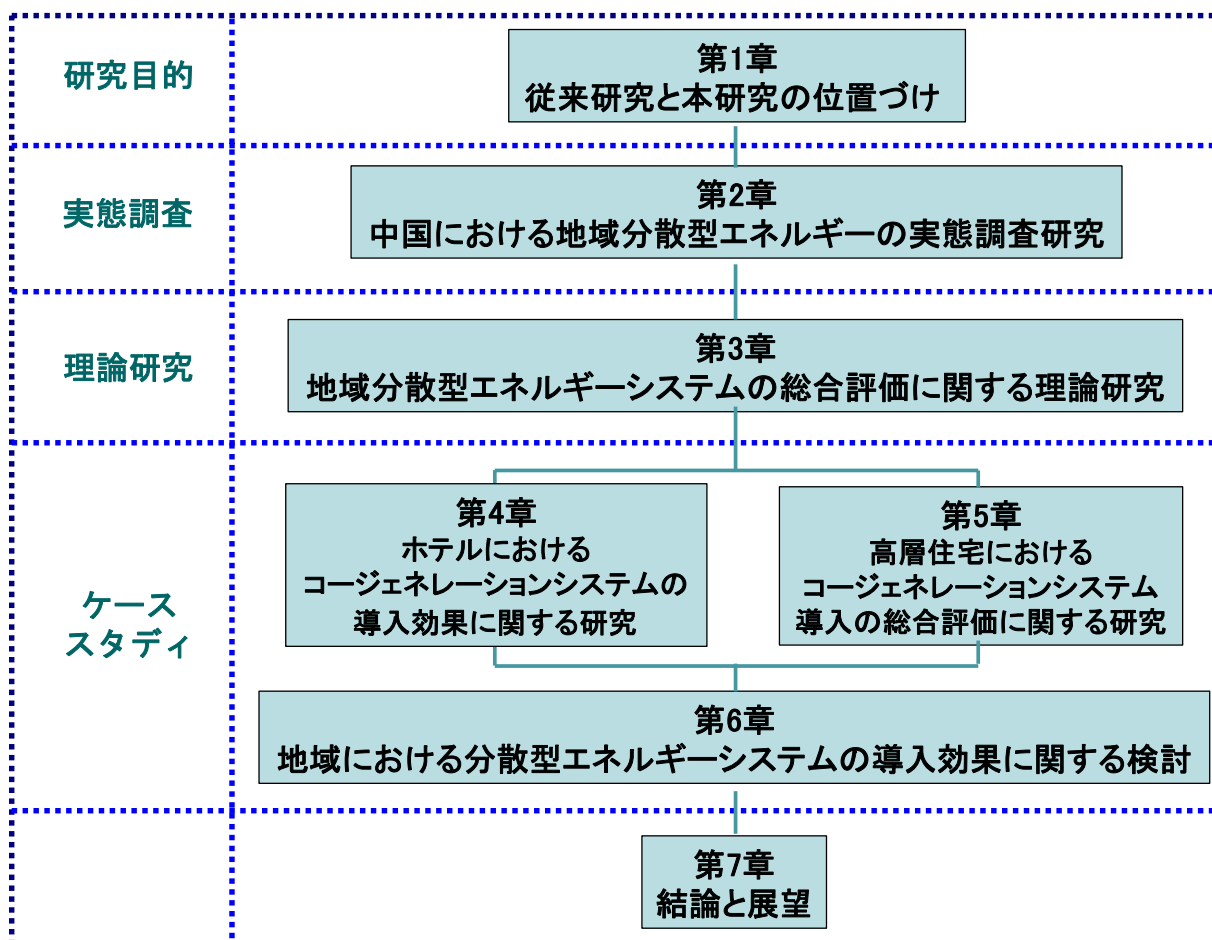 研究目的
第1章
従来研究と本研究の位置づけ
実態調査
第2章
中国における地域分散型エネルギーの実態調査研究
理論研究
第3章
地域分散型エネルギーシステムの総合評価に関する理論研究
ケース
スタディ
第4章
ホテルにおける
コージェネレーションシステムの
導入効果に関する研究
第5章
高層住宅における
コージェネレーションシステム
導入の総合評価に関する研究
第6章
地域における分散型エネルギーシステムの導入効果に関する検討
第7章
結論と展望